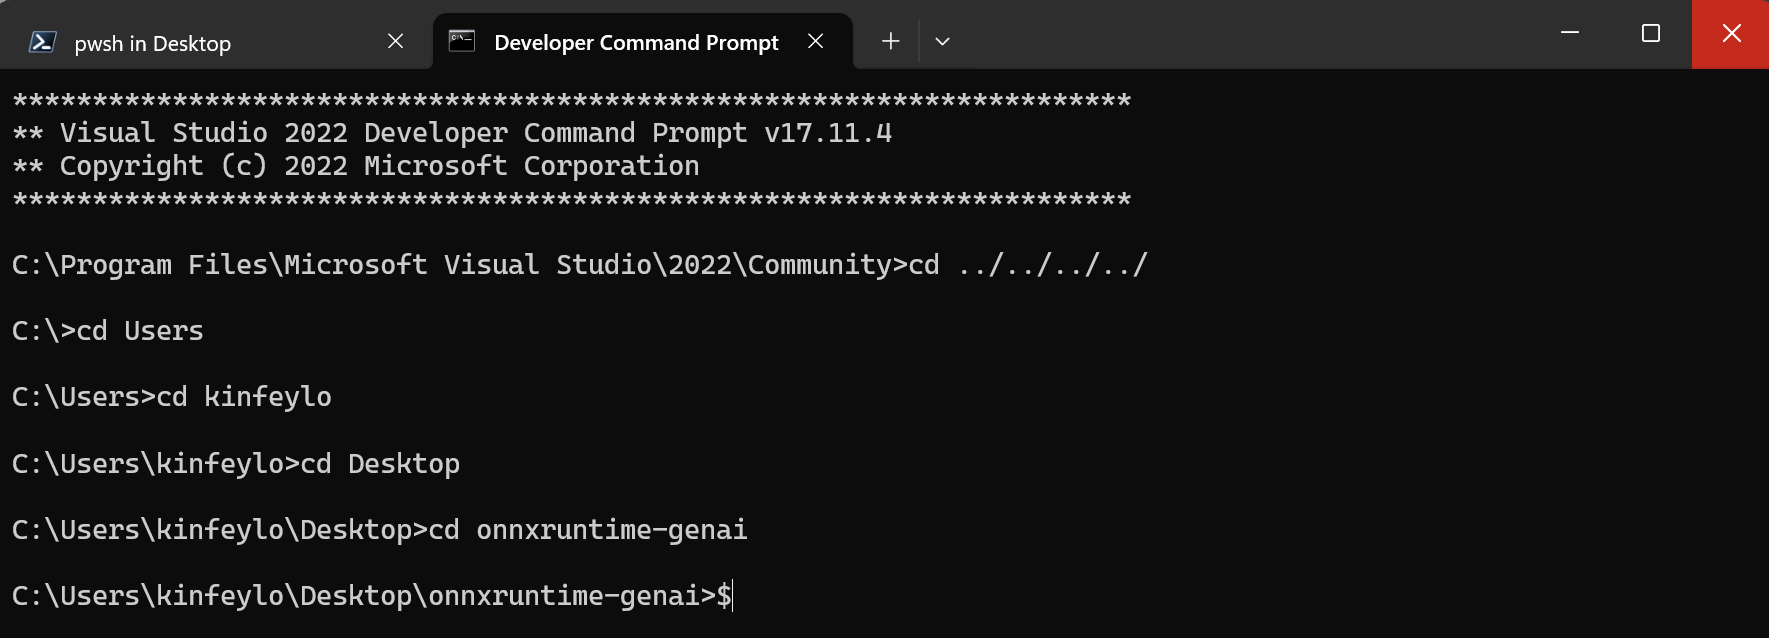 pwsh in Desktop
Developer Command Prompt
**********************************************************************
** Visual Studio 2022 Developer Command Prompt v17.11.4
** Copyright (c) 2022 Microsoft Corporation
**********************************************************************
C:\Program Files\Microsoft Visual Studio\2022\Community>cd ../../../../
C:\>cd Users
C:\Users>cd kinfeylo
C:\Users\kinfeylo>cd Desktop
C:\Users\kinfeylo\Desktop>cd onnxruntime-genai
C:\Users\kinfeylo\Desktop\onnxruntime-genai>$